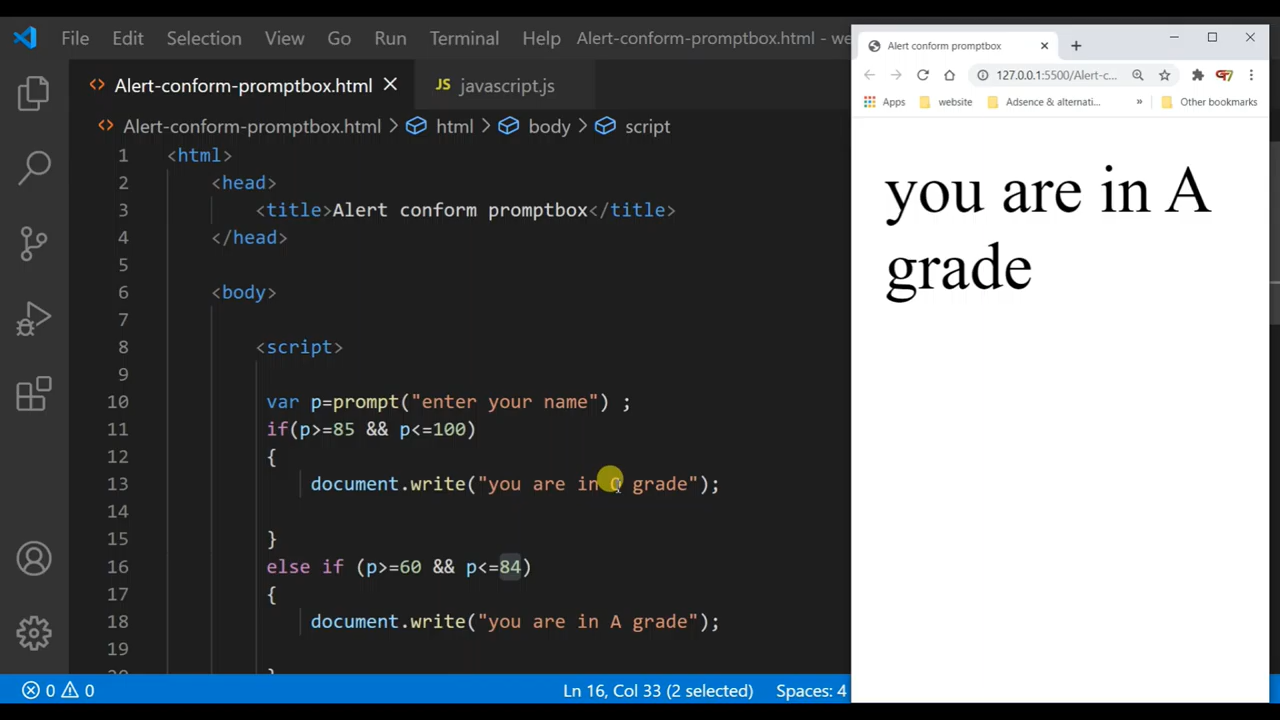 File Edit Selection View Go Run Terminal Help Alert-conform-promptbox.html - we
Alert-conform-promptbox.html JS javascript.js
Alert-conform-promptbox.html > html > body > script
1 <html>
2 <head>
3 <title>Alert conform promptbox</title>
4 </head>
5
6 <body>
7
8 <script>
9
10 var p=prompt("enter your name") ;
11 if(p>=85 && p<=100)
12 {
13 document.write("you are in O grade");
14
15 }
16 else if (p>=60 && p<=84)
17 {
18 document.write("you are in A grade");
19
0 0 Ln 16, Col 33 (2 selected) Spaces: 4
Alert conform promptbox
127.0.0.1:5500/Alert-c...
Apps website Adsence & alternati... » Other bookmarks
you are in A
grade